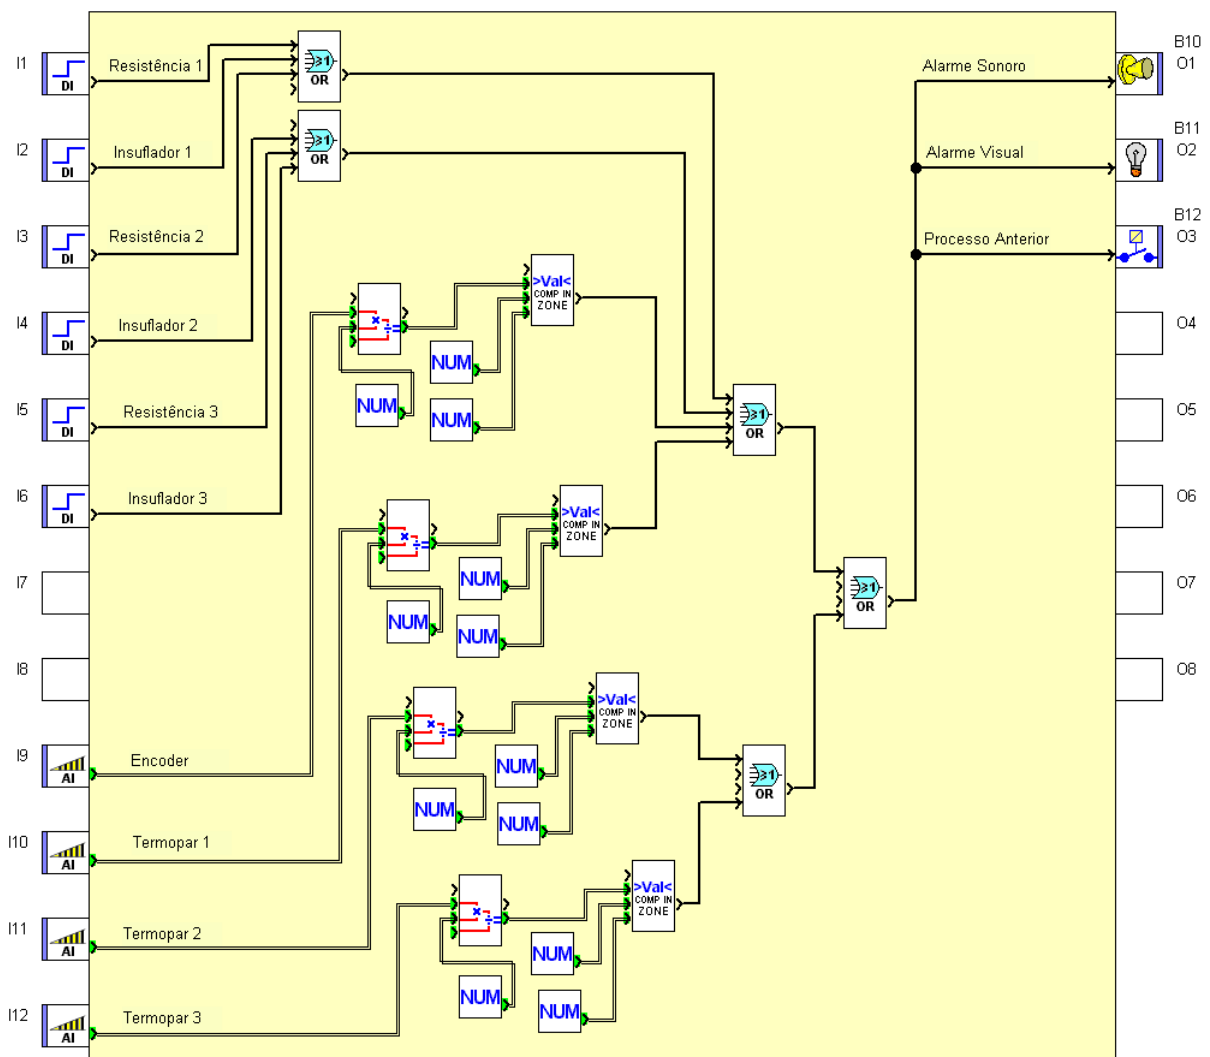 B10
I1
DI
Resistência 1
≥1
OR
Alarme Sonoro
O1
B11
I2
DI
Insuflador 1
≥1
OR
Alarme Visual
O2
B12
I3
DI
Resistência 2
Processo Anterior
O3
>Val<
COMP IN
ZONE
I4
DI
Insuflador 2
O4
NUM
NUM
NUM
I5
DI
Resistência 3
≥1
OR
O5
I6
DI
Insuflador 3
>Val<
COMP IN
ZONE
O6
NUM
NUM
NUM
I7
≥1
OR
O7
I8
O8
>Val<
COMP IN
ZONE
I9
AI
Encoder
NUM
NUM
NUM
≥1
OR
I10
AI
Termopar 1
>Val<
COMP IN
ZONE
I11
AI
Termopar 2
NUM
NUM
NUM
I12
AI
Termopar 3